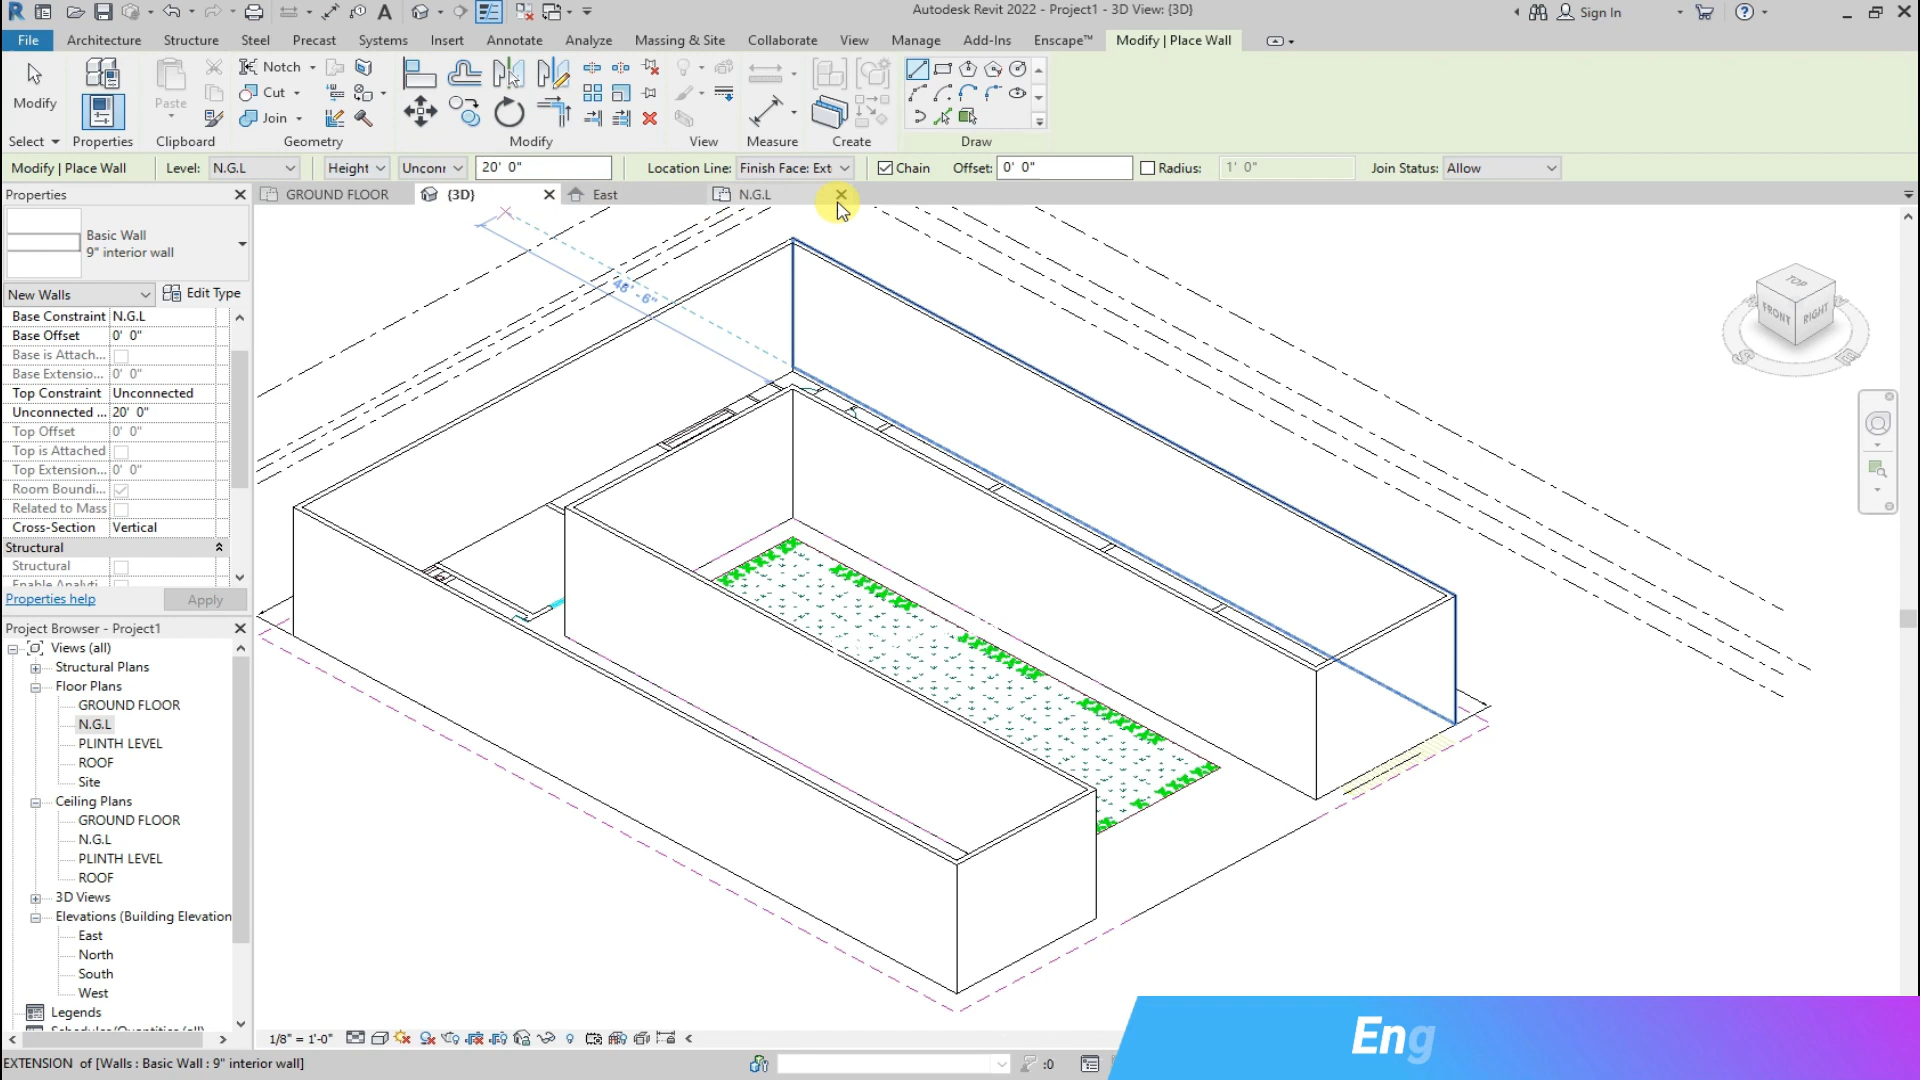 Autodesk Revit 2022 - Project1 - 3D View: {3D}
Sign In
File Architecture Structure Steel Precast Systems Insert Annotate Analyze Massing & Site Collaborate View Manage Add-Ins Enscape™ Modify | Place Wall
Modify
Paste
Notch
Cut
Join
Select Properties Clipboard Geometry Modify View Measure Create Draw
Modify | Place Wall Level: N.G.L Height Unconr 20' 0" Location Line: Finish Face: Ext Chain Offset: 0' 0" Radius: 1' 0" Join Status: Allow
Properties
GROUND FLOOR {3D} East N.G.L
Basic Wall
9" interior wall
New Walls Edit Type
Base Constraint N.G.L
Base Offset 0' 0"
Base is Attach...
Base Extensio... 0' 0"
Top Constraint Unconnected
Unconnected ... 20' 0"
Top Offset 0' 0"
Top is Attached
Top Extension... 0' 0"
Room Boundi...
Related to Mass
Cross-Section Vertical
Structural
Structural
Enable Analyti
Properties help Apply
Project Browser - Project1
Views (all)
Structural Plans
Floor Plans
GROUND FLOOR
N.G.L
PLINTH LEVEL
ROOF
Site
Ceiling Plans
GROUND FLOOR
N.G.L
PLINTH LEVEL
ROOF
3D Views
Elevations (Building Elevation
East
North
South
West
Legends
Schedules/Quantities (all)
TOP
FRONT RIGHT
S E
1/8" = 1'-0"
EXTENSION of [Walls : Basic Wall : 9" interior wall]
:0
Eng